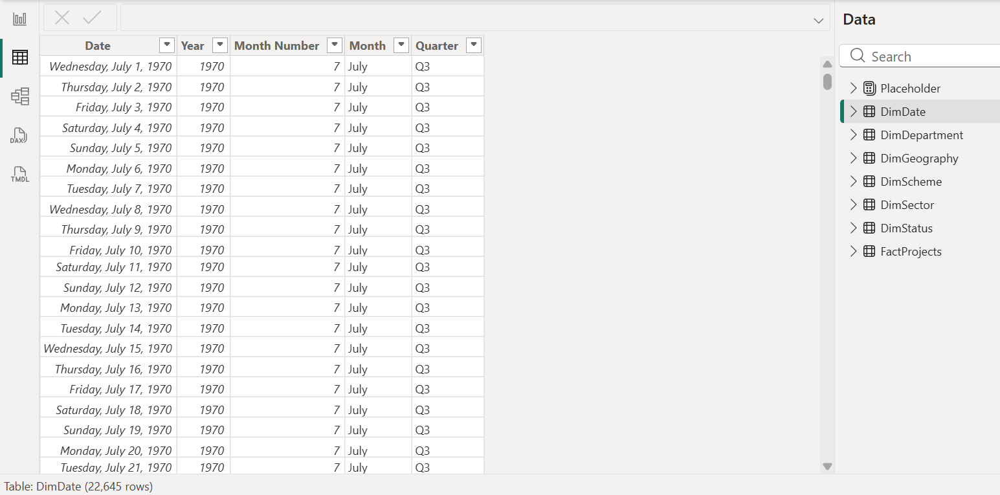 Data
Date Year Month Number Month Quarter
Search
Wednesday, July 1, 1970 1970 7 July Q3
Thursday, July 2, 1970 1970 7 July Q3
Friday, July 3, 1970 1970 7 July Q3
Saturday, July 4, 1970 1970 7 July Q3
Sunday, July 5, 1970 1970 7 July Q3
Monday, July 6, 1970 1970 7 July Q3
Tuesday, July 7, 1970 1970 7 July Q3
Wednesday, July 8, 1970 1970 7 July Q3
Thursday, July 9, 1970 1970 7 July Q3
Friday, July 10, 1970 1970 7 July Q3
Saturday, July 11, 1970 1970 7 July Q3
Sunday, July 12, 1970 1970 7 July Q3
Monday, July 13, 1970 1970 7 July Q3
Tuesday, July 14, 1970 1970 7 July Q3
Wednesday, July 15, 1970 1970 7 July Q3
Thursday, July 16, 1970 1970 7 July Q3
Friday, July 17, 1970 1970 7 July Q3
Saturday, July 18, 1970 1970 7 July Q3
Sunday, July 19, 1970 1970 7 July Q3
Monday, July 20, 1970 1970 7 July Q3
Tuesday, July 21, 1970 1970 7 July Q3
Placeholder
DimDate
DimDepartment
DimGeography
DimScheme
DimSector
DimStatus
FactProjects
DAX
TMDL
Table: DimDate (22,645 rows)